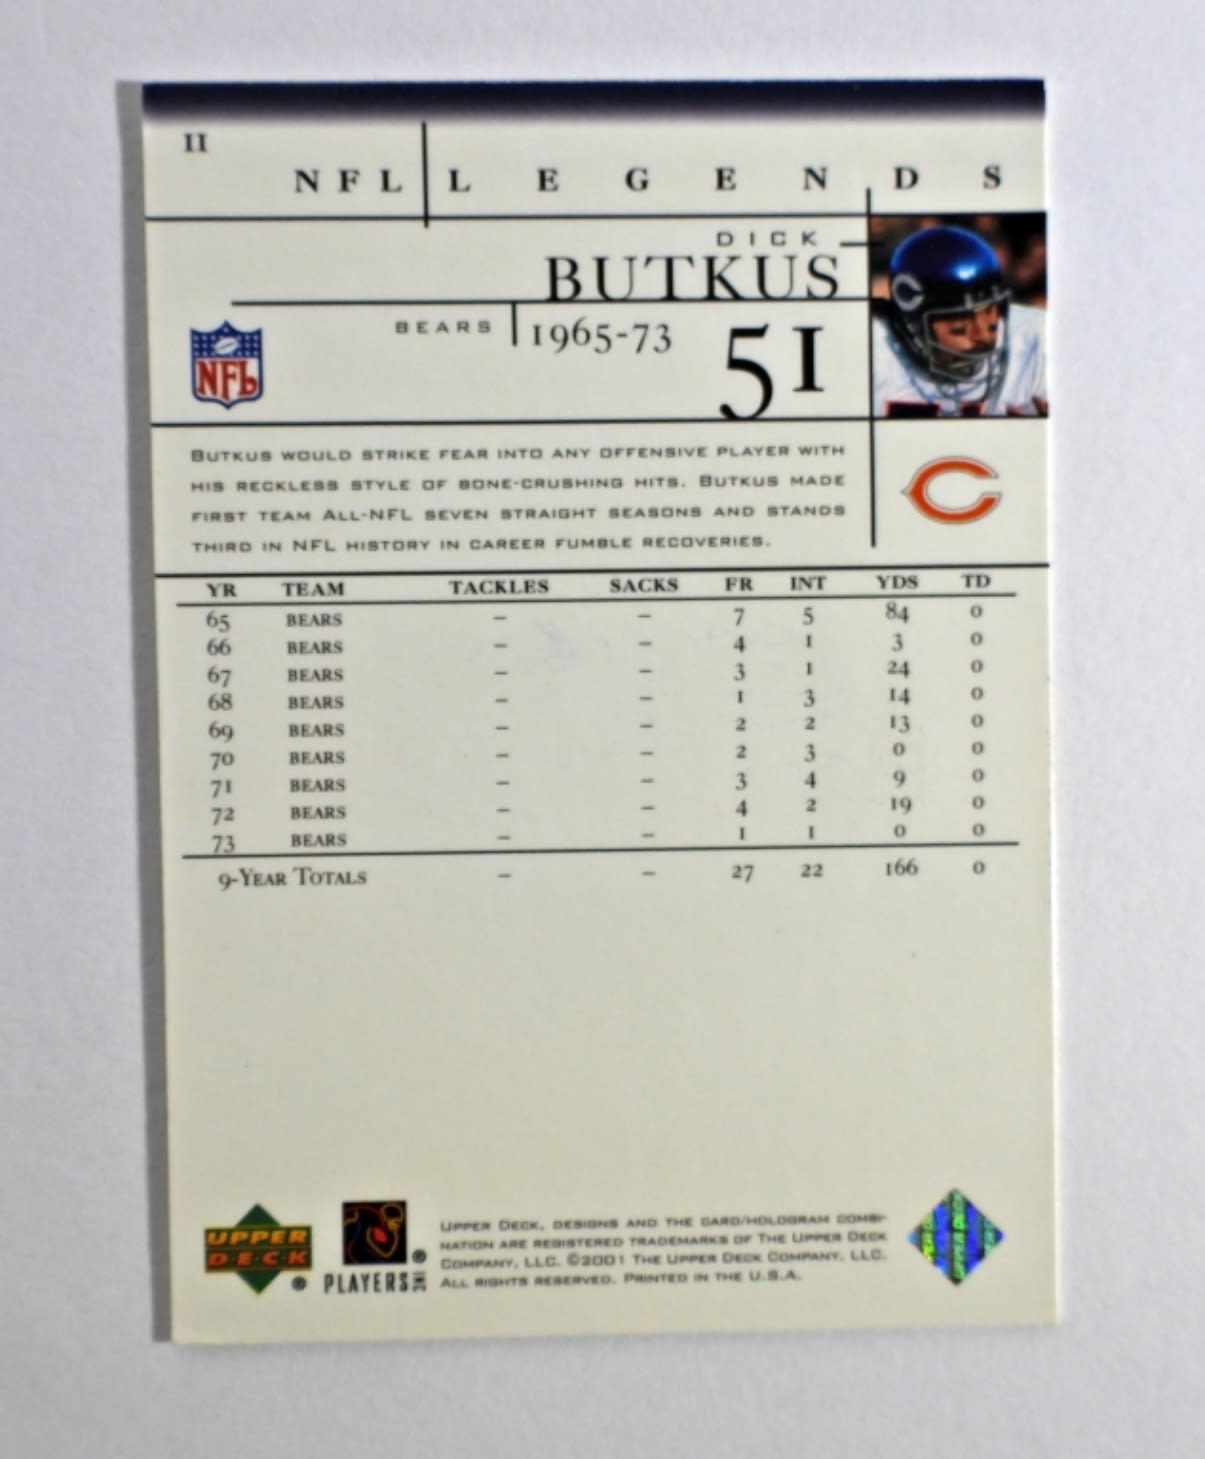 II
NFL LEGENDS
DICK
BUTKUS
BEARS 1965-73 51
NFL
BUTKUS WOULD STRIKE FEAR INTO ANY OFFENSIVE PLAYER WITH
HIS RECKLESS STYLE OF BONE-CRUSHING HITS. BUTKUS MADE
FIRST TEAM ALL-NFL SEVEN STRAIGHT SEASONS AND STANDS
THIRD IN NFL HISTORY IN CAREER FUMBLE RECOVERIES.
YR TEAM TACKLES SACKS FR INT YDS TD
65 BEARS – – 7 5 84 0
66 BEARS – – 4 1 3 0
67 BEARS – – 3 1 24 0
68 BEARS – – 1 3 14 0
69 BEARS – – 2 2 13 0
70 BEARS – – 2 3 0 0
71 BEARS – – 3 4 9 0
72 BEARS – – 4 2 19 0
73 BEARS – – 1 1 0 0
9-YEAR TOTALS – – 27 22 166 0
UPPER
DECK ®
PLAYERS INC ®
UPPER DECK, DESIGNS AND THE CARD/HOLOGRAM COMBI-
NATION ARE REGISTERED TRADEMARKS OF THE UPPER DECK
COMPANY, LLC. ©2001 THE UPPER DECK COMPANY, LLC.
ALL RIGHTS RESERVED. PRINTED IN THE U.S.A.
UPPER DECK